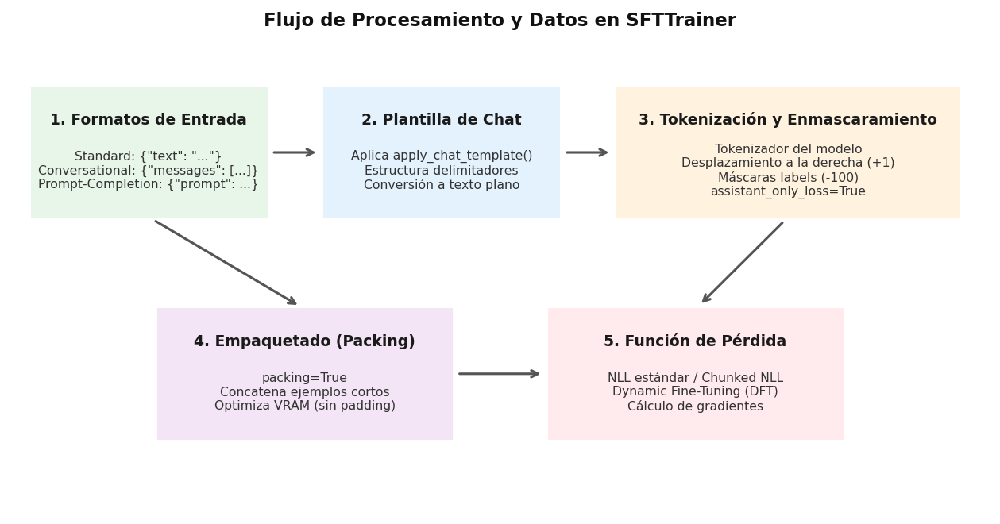 Flujo de Procesamiento y Datos en SFTTrainer
1. Formatos de Entrada
Standard: {"text": "..."}
Conversational: {"messages": [...]}
Prompt-Completion: {"prompt": ...}
2. Plantilla de Chat
Aplica apply_chat_template()
Estructura delimitadores
Conversión a texto plano
3. Tokenización y Enmascaramiento
Tokenizador del modelo
Desplazamiento a la derecha (+1)
Máscaras labels (-100)
assistant_only_loss=True
4. Empaquetado (Packing)
packing=True
Concatena ejemplos cortos
Optimiza VRAM (sin padding)
5. Función de Pérdida
NLL estándar / Chunked NLL
Dynamic Fine-Tuning (DFT)
Cálculo de gradientes